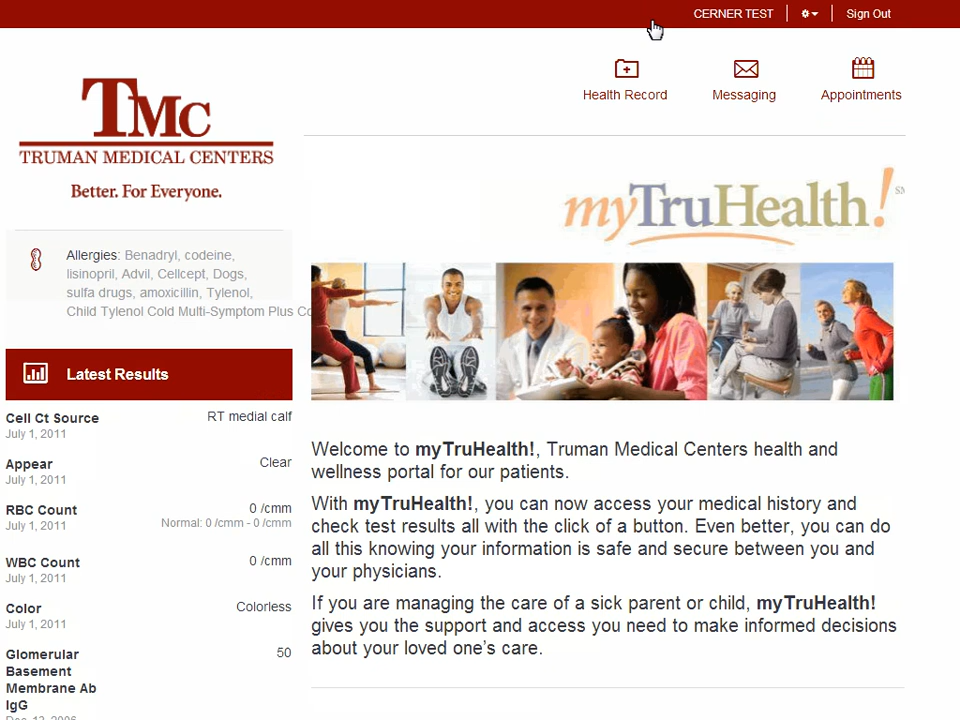 CERNER TEST
Sign Out
Health Record
Messaging
Appointments
TMC
TRUMAN MEDICAL CENTERS
Better. For Everyone.
myTruHealth! SM
Allergies: Benadryl, codeine,
lisinopril, Advil, Cellcept, Dogs,
sulfa drugs, amoxicillin, Tylenol,
Child Tylenol Cold Multi-Symptom Plus
Latest Results
Cell Ct Source RT medial calf
July 1, 2011
Appear Clear
July 1, 2011
RBC Count 0 /cmm
July 1, 2011 Normal: 0 /cmm - 0 /cmm
WBC Count 0 /cmm
July 1, 2011
Color Colorless
July 1, 2011
Glomerular 50
Basement
Membrane Ab
IgG
Dec. 12, 2006
Welcome to myTruHealth!, Truman Medical Centers health and
wellness portal for our patients.
With myTruHealth!, you can now access your medical history and
check test results all with the click of a button. Even better, you can do
all this knowing your information is safe and secure between you and
your physicians.
If you are managing the care of a sick parent or child, myTruHealth!
gives you the support and access you need to make informed decisions
about your loved one's care.